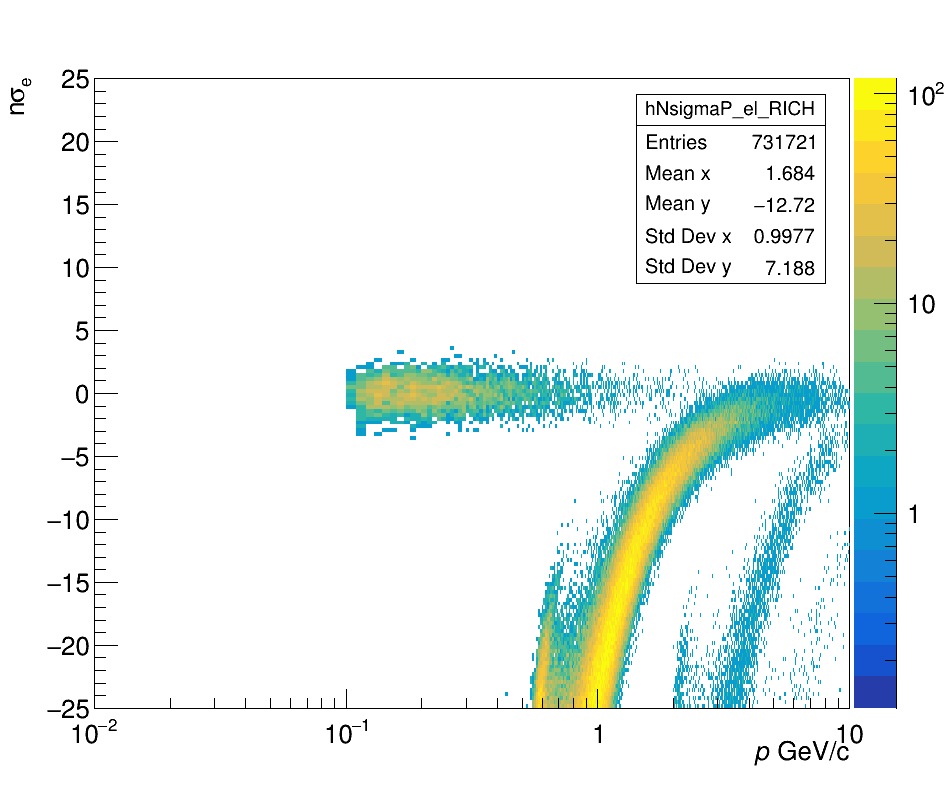 nσe
25
20
15
10
5
0
−5
−10
−15
−20
−25
hNsigmaP_el_RICH
Entries 731721
Mean x 1.684
Mean y −12.72
Std Dev x 0.9977
Std Dev y 7.188
10²
10
1
10⁻² 10⁻¹ 1 10
p GeV/c